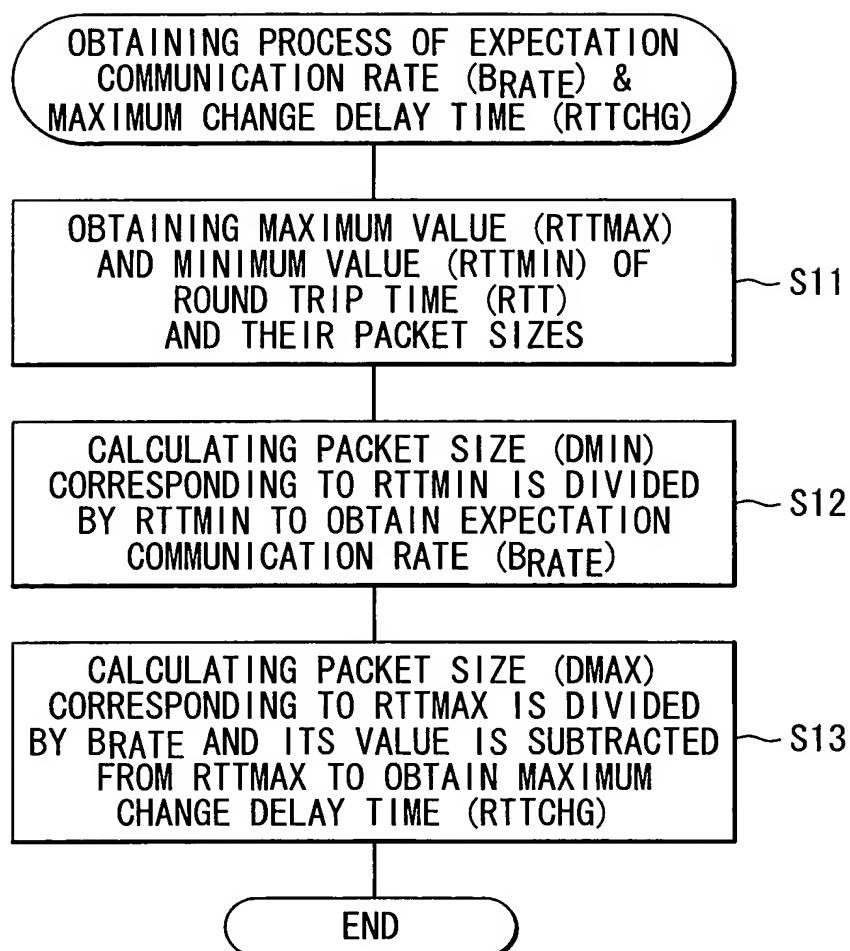 OBTAINING PROCESS OF EXPECTATION
COMMUNICATION RATE (BRATE) &
MAXIMUM CHANGE DELAY TIME (RTTCHG)
OBTAINING MAXIMUM VALUE (RTTMAX)
AND MINIMUM VALUE (RTTMIN) OF
ROUND TRIP TIME (RTT)
AND THEIR PACKET SIZES
S11
CALCULATING PACKET SIZE (DMIN)
CORRESPONDING TO RTTMIN IS DIVIDED
BY RTTMIN TO OBTAIN EXPECTATION
COMMUNICATION RATE (BRATE)
S12
CALCULATING PACKET SIZE (DMAX)
CORRESPONDING TO RTTMAX IS DIVIDED
BY BRATE AND ITS VALUE IS SUBTRACTED
FROM RTTMAX TO OBTAIN MAXIMUM
CHANGE DELAY TIME (RTTCHG)
S13
END